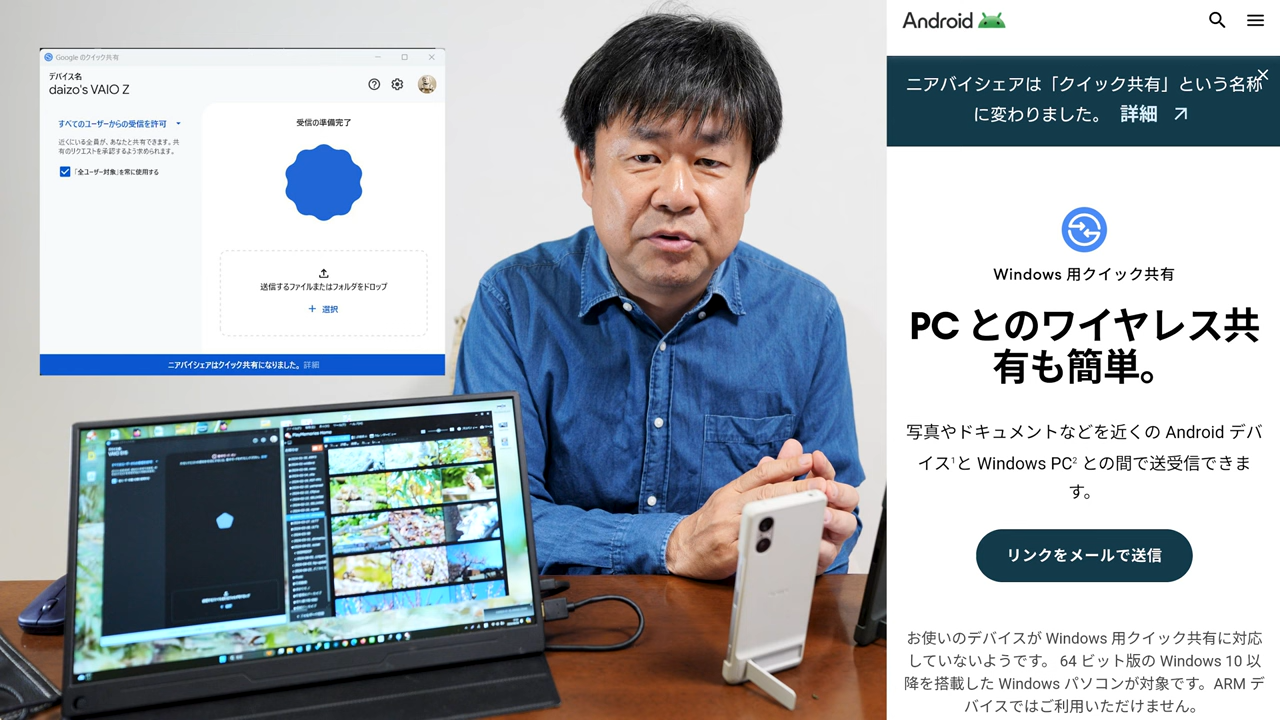 Google のクイック共有
デバイス名
daizo's VAIO Z
すべてのユーザーからの受信を許可
近くにいる全員が、あなたと共有できます。共
有のリクエストを承認するよう求められます。
「全ユーザー対象」を常に使用する
受信の準備完了
送信するファイルまたはフォルダをドロップ
+ 選択
ニアバイシェアはクイック共有になりました。 詳細
PlayMemories Home
Android
ニアバイシェアは「クイック共有」という名称
に変わりました。 詳細
Windows 用クイック共有
PC とのワイヤレス共
有も簡単。
写真やドキュメントなどを近くの Android デバ
イス¹と Windows PC² との間で送受信できま
す。
リンクをメールで送信
お使いのデバイスが Windows 用クイック共有に対応
していないようです。 64 ビット版の Windows 10 以
降を搭載した Windows パソコンが対象です。ARM デ
バイスではご利用いただけません。